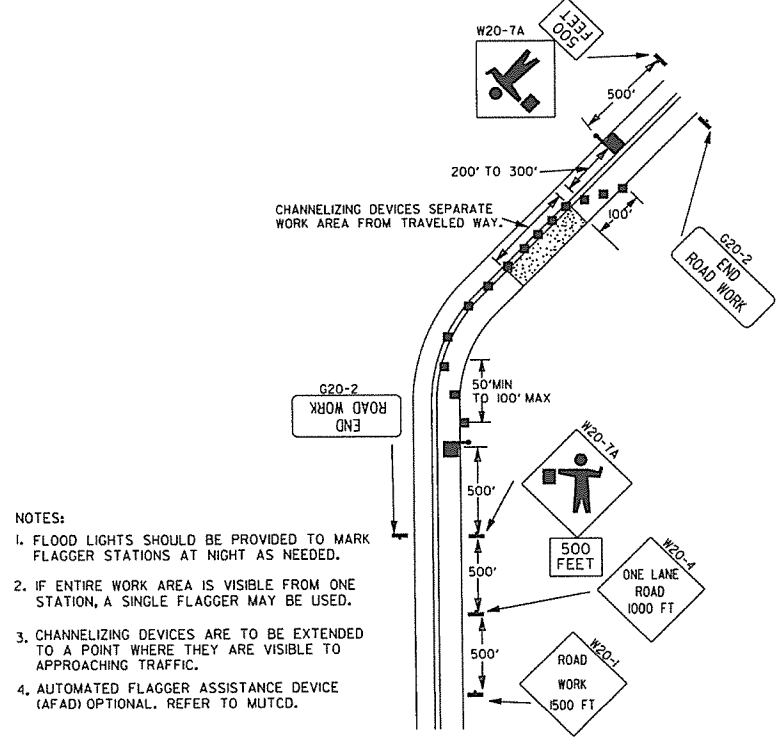 W20-7A
500
FEET
500'
200' TO 300'
CHANNELIZING DEVICES SEPARATE
WORK AREA FROM TRAVELED WAY.
100'
G20-2
END
ROAD WORK
50'MIN
TO 100' MAX
G20-2
END
ROAD WORK
W20-7A
500'
500
FEET
500'
W20-4
ONE LANE
ROAD
1000 FT
500'
W20-1
ROAD
WORK
1500 FT
NOTES:
1. FLOOD LIGHTS SHOULD BE PROVIDED TO MARK
FLAGGER STATIONS AT NIGHT AS NEEDED.
2. IF ENTIRE WORK AREA IS VISIBLE FROM ONE
STATION, A SINGLE FLAGGER MAY BE USED.
3. CHANNELIZING DEVICES ARE TO BE EXTENDED
TO A POINT WHERE THEY ARE VISIBLE TO
APPROACHING TRAFFIC.
4. AUTOMATED FLAGGER ASSISTANCE DEVICE
(AFAD) OPTIONAL. REFER TO MUTCD.